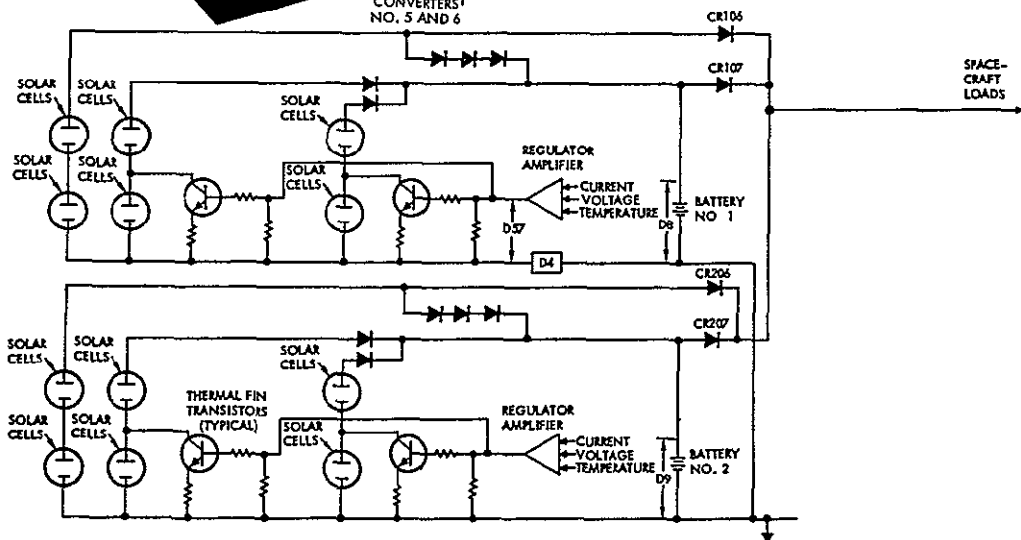 CONVERTERS'
NO. 5 AND 6
CR106
CR107
SPACE-
CRAFT
LOADS
SOLAR
CELLS
SOLAR
CELLS
SOLAR
CELLS
SOLAR
CELLS
SOLAR
CELLS
SOLAR
CELLS
REGULATOR
AMPLIFIER
CURRENT
VOLTAGE
TEMPERATURE
D57
D8
BATTERY
NO 1
D4
CR206
CR207
SOLAR
CELLS
SOLAR
CELLS
SOLAR
CELLS
THERMAL FIN
TRANSISTORS
(TYPICAL)
SOLAR
CELLS
SOLAR
CELLS
SOLAR
CELLS
REGULATOR
AMPLIFIER
CURRENT
VOLTAGE
TEMPERATURE
D9
BATTERY
NO. 2